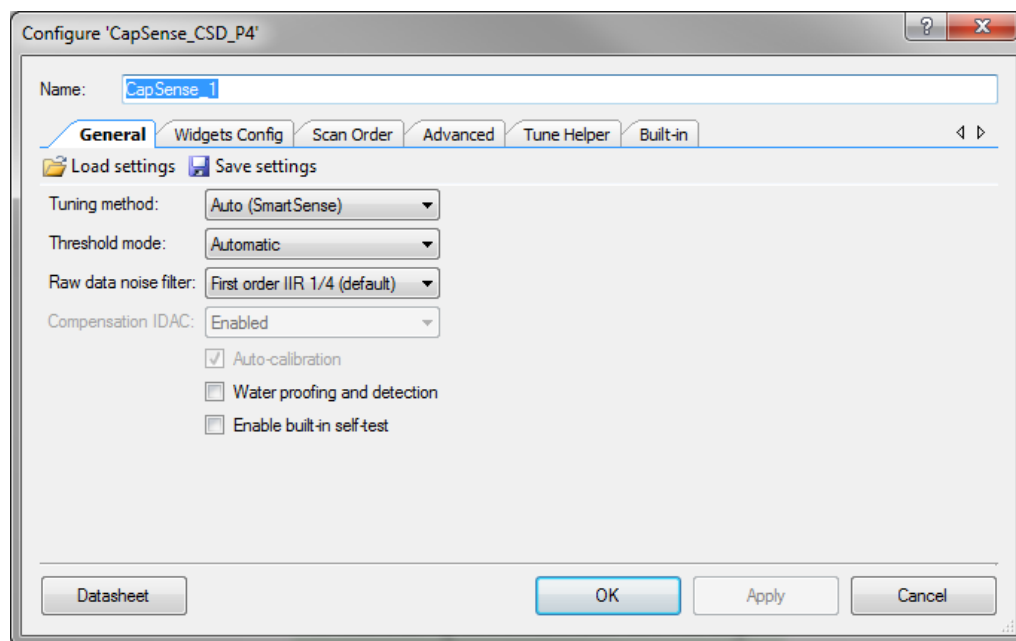 Configure 'CapSense_CSD_P4'
Name: CapSense_1
General Widgets Config Scan Order Advanced Tune Helper Built-in
Load settings Save settings
Tuning method: Auto (SmartSense)
Threshold mode: Automatic
Raw data noise filter: First order IIR 1/4 (default)
Compensation IDAC: Enabled
Auto-calibration
Water proofing and detection
Enable built-in self-test
Datasheet OK Apply Cancel